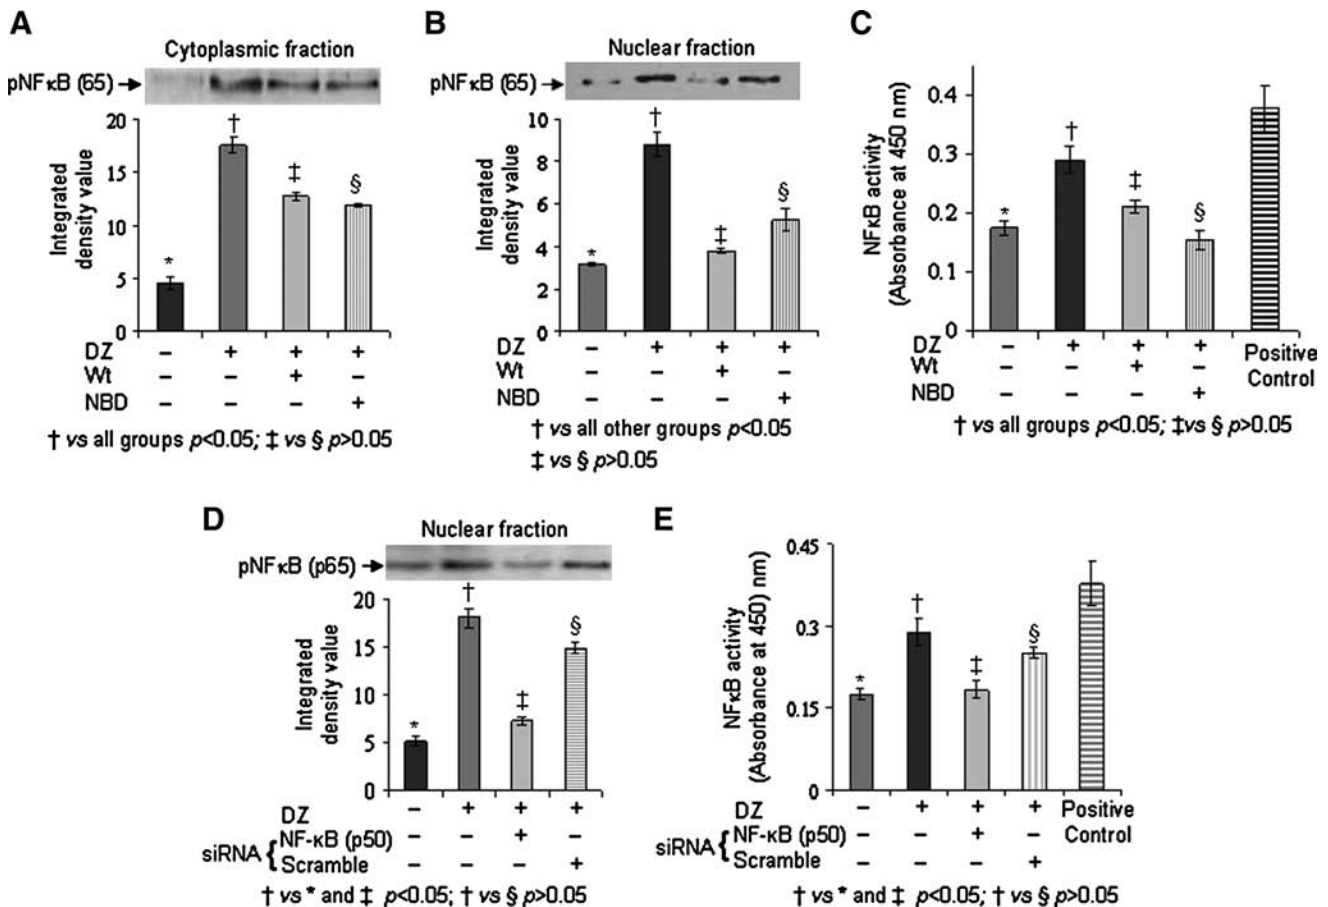 A
Cytoplasmic fraction
pNFκB (65)
20
15
10
5
0
Integrated
density value
*
†
‡
§
DZ – + + +
Wt – – + –
NBD – – – +
† vs all groups p<0.05; ‡ vs § p>0.05
B
Nuclear fraction
pNFκB (65)
10
8
6
4
2
0
Integrated
density value
*
†
‡
§
DZ – + + +
Wt – – + –
NBD – – – +
† vs all other groups p<0.05
‡ vs § p>0.05
C
0.4
0.3
0.2
0.1
0
NFκB activity
(Absorbance at 450 nm)
*
†
‡
§
DZ – + + + Positive
Wt – – + – Control
NBD – – – +
† vs all groups p<0.05; ‡vs § p>0.05
D
Nuclear fraction
pNFκB (p65)
20
15
10
5
0
Integrated
density value
*
†
‡
§
DZ – + + +
siRNA { NF-κB (p50) – – + –
Scramble – – – +
† vs * and ‡ p<0.05; † vs § p>0.05
E
0.45
0.3
0.15
0
NFκB activity
(Absorbance at 450) nm)
*
†
‡
§
DZ – + + + Positive
siRNA { NF-κB (p50) – – + – Control
Scramble – – – +
† vs * and ‡ p<0.05; † vs § p>0.05